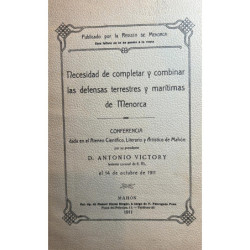 Publicado por la REVISTA DE MENORCA
Necesidad de completar y combinar
las defensas terrestres y marítimas
de Menorca
CONFERENCIA
dada en el Ateneo Científico, Literario y Artístico de Mahón
por su presidente
D. ANTONIO VICTORY
el 14 de octubre de 1911
MAHÓN
1911